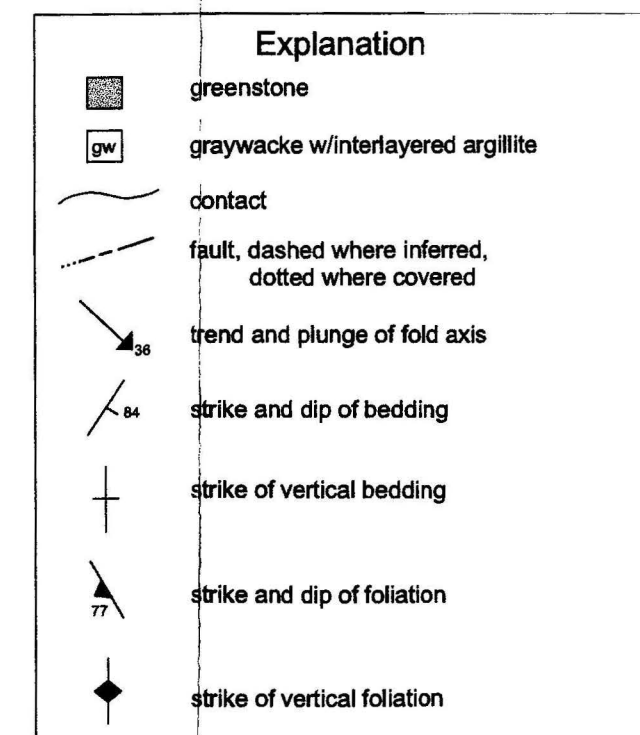 Explanation
greenstone
gw graywacke w/interlayered argillite
contact
fault, dashed where inferred,
dotted where covered
36 trend and plunge of fold axis
84 strike and dip of bedding
strike of vertical bedding
77 strike and dip of foliation
strike of vertical foliation